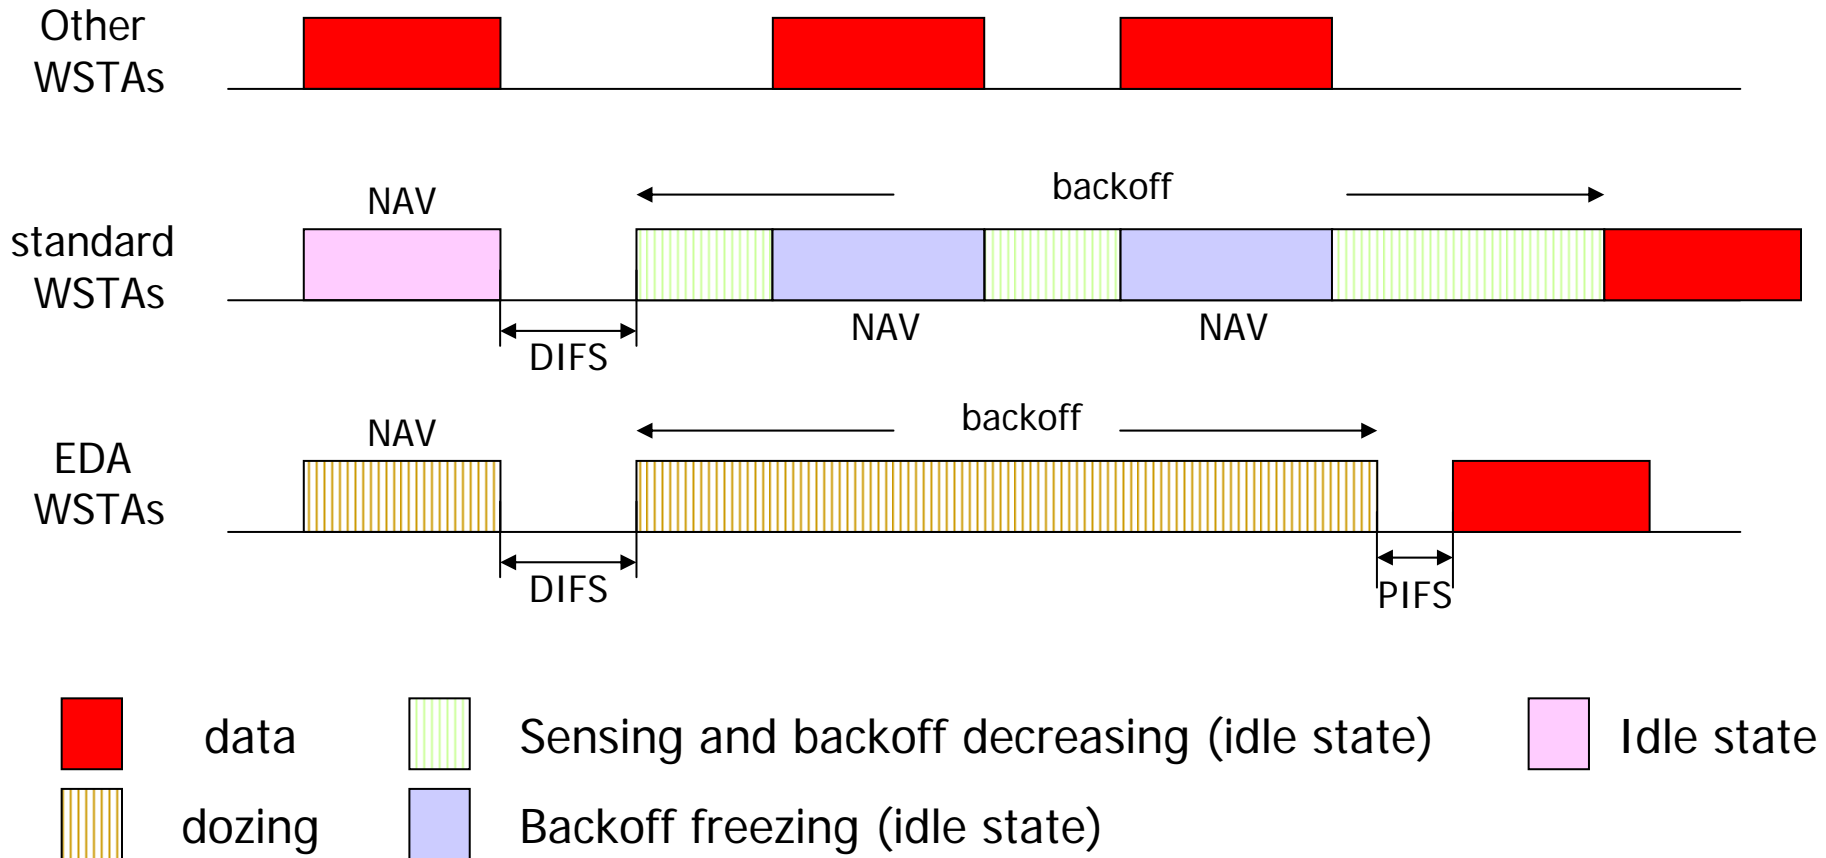 Other
WSTAs
NAV
backoff
standard
WSTAs
NAV
NAV
DIFS
NAV
backoff
EDA
WSTAs
DIFS
PIFS
data
Sensing and backoff decreasing (idle state)
Idle state
dozing
Backoff freezing (idle state)